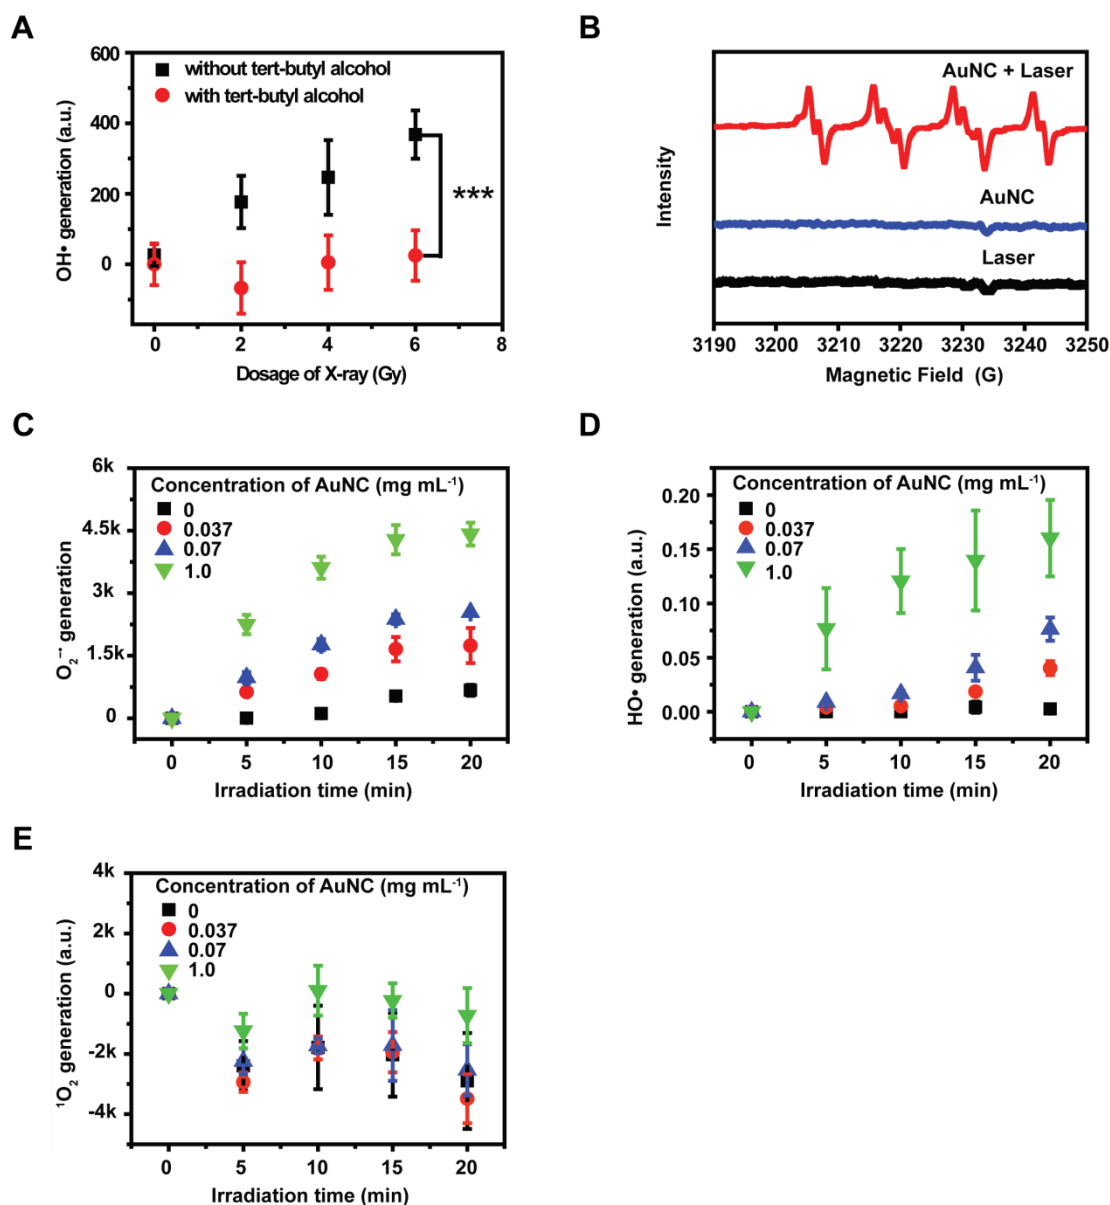 A
600
400
200
0
OH• generation (a.u.)
without tert-butyl alcohol
with tert-butyl alcohol
***
0 2 4 6 8
Dosage of X-ray (Gy)
B
Intensity
AuNC + Laser
AuNC
Laser
3190 3200 3210 3220 3230 3240 3250
Magnetic Field (G)
C
6k
4.5k
3k
1.5k
0
O₂⁻• generation
Concentration of AuNC (mg mL⁻¹)
0
0.037
0.07
1.0
0 5 10 15 20
Irradiation time (min)
D
0.20
0.15
0.10
0.05
0.00
HO• generation (a.u.)
Concentration of AuNC (mg mL⁻¹)
0
0.037
0.07
1.0
0 5 10 15 20
Irradiation time (min)
E
4k
2k
0
-2k
-4k
¹O₂ generation (a.u.)
Concentration of AuNC (mg mL⁻¹)
0
0.037
0.07
1.0
0 5 10 15 20
Irradiation time (min)